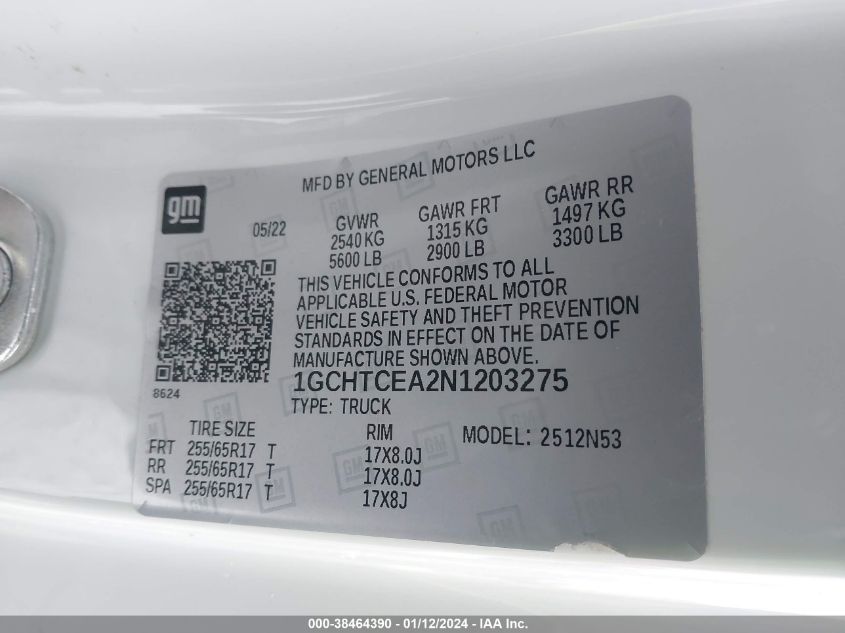 MFD BY GENERAL MOTORS LLC
gm
05/22 GVWR GAWR FRT GAWR RR
2540 KG 1315 KG 1497 KG
5600 LB 2900 LB 3300 LB
THIS VEHICLE CONFORMS TO ALL
APPLICABLE U.S. FEDERAL MOTOR
VEHICLE SAFETY AND THEFT PREVENTION
STANDARDS IN EFFECT ON THE DATE OF
MANUFACTURE SHOWN ABOVE.
8624
1GCHTCEA2N1203275
TYPE: TRUCK
TIRE SIZE RIM MODEL: 2512N53
FRT 255/65R17 T 17X8.0J
RR 255/65R17 T 17X8.0J
SPA 255/65R17 T 17X8J
000-38464390 - 01/12/2024 - IAA Inc.